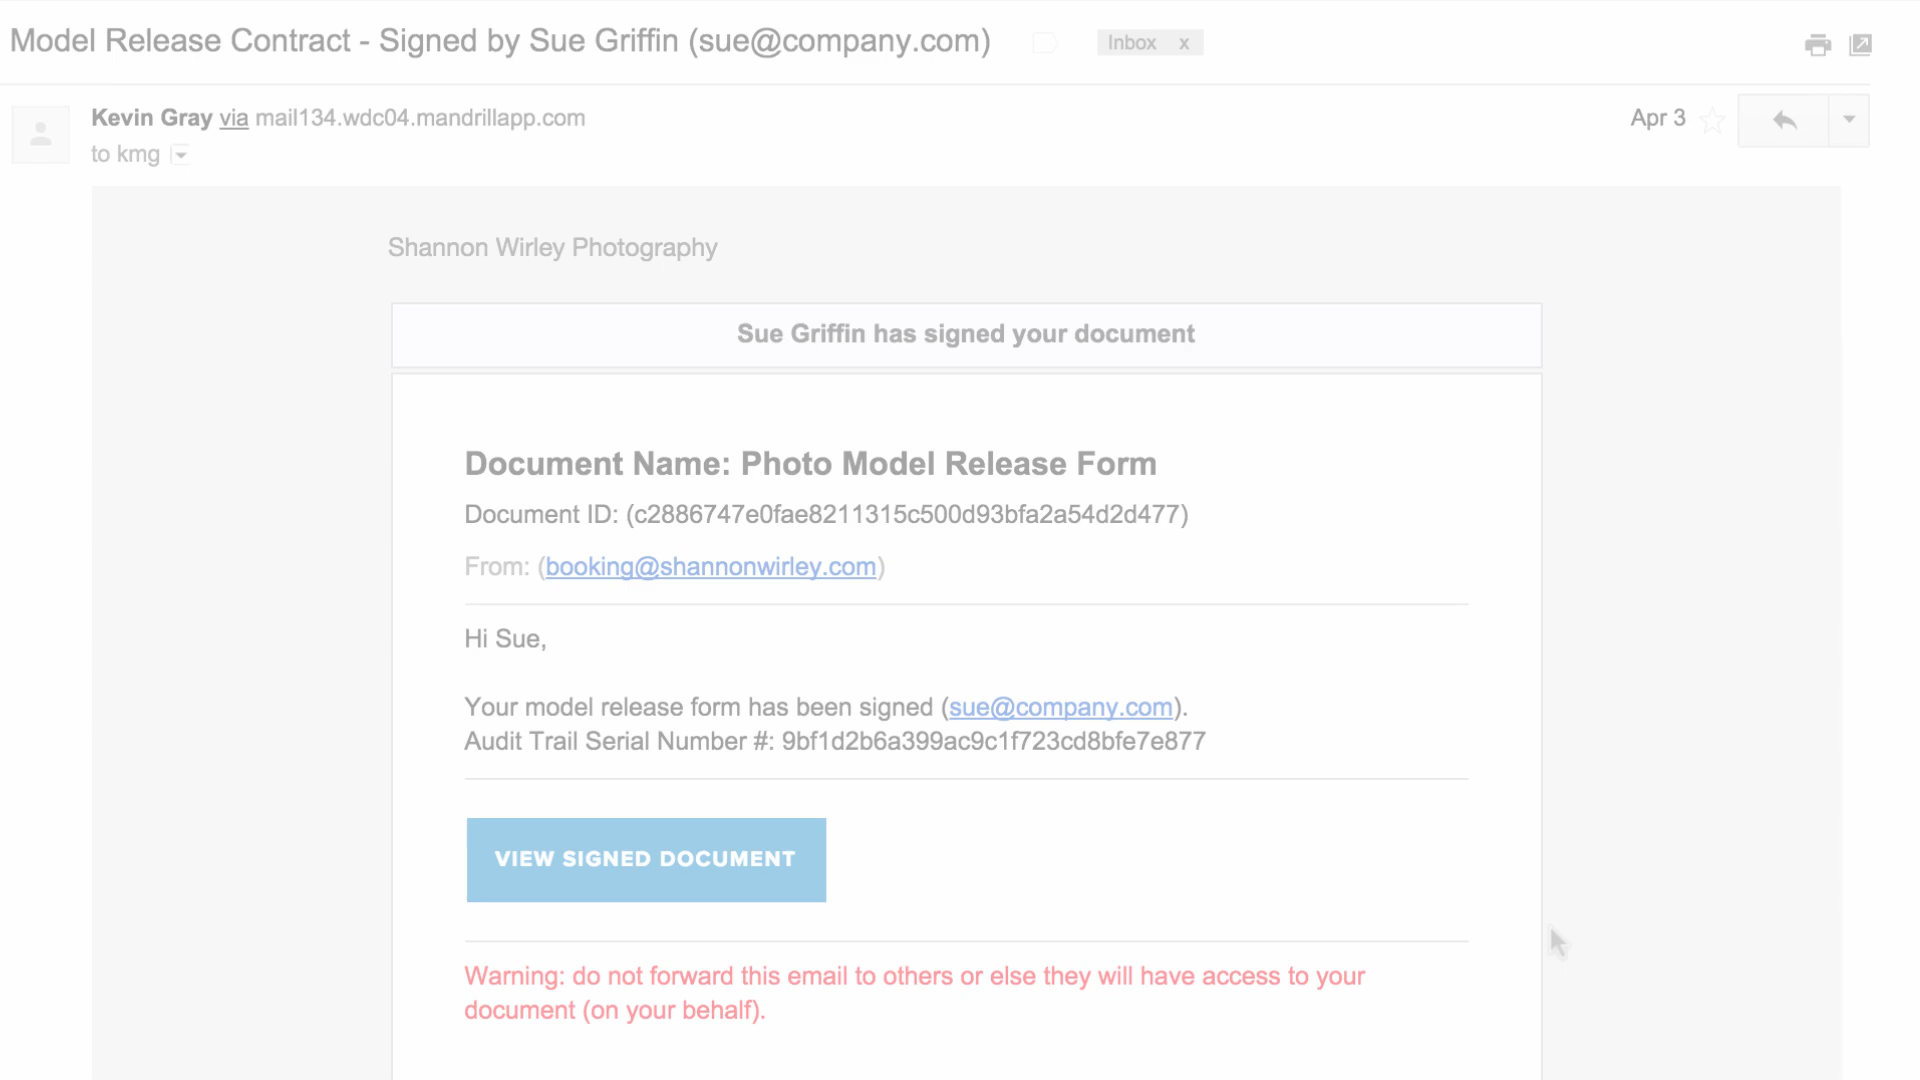 Model Release Contract - Signed by Sue Griffin (sue@company.com)
Inbox x
Kevin Gray via mail134.wdc04.mandrillapp.com
Apr 3
to kmg
Shannon Wirley Photography
Sue Griffin has signed your document
Document Name: Photo Model Release Form
Document ID: (c2886747e0fae8211315c500d93bfa2a54d2d477)
From: (booking@shannonwirley.com)
Hi Sue,
Your model release form has been signed (sue@company.com).
Audit Trail Serial Number #: 9bf1d2b6a399ac9c1f723cd8bfe7e877
VIEW SIGNED DOCUMENT
Warning: do not forward this email to others or else they will have access to your
document (on your behalf).